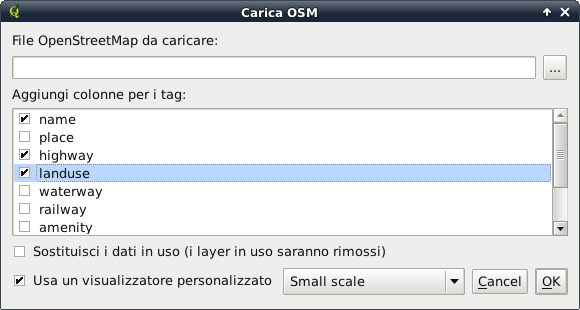 Carica OSM
File OpenStreetMap da caricare:
...
Aggiungi colonne per i tag:
name
place
highway
landuse
waterway
railway
amenity
Sostituisci i dati in uso (i layer in uso saranno rimossi)
Usa un visualizzatore personalizzato Small scale Cancel OK